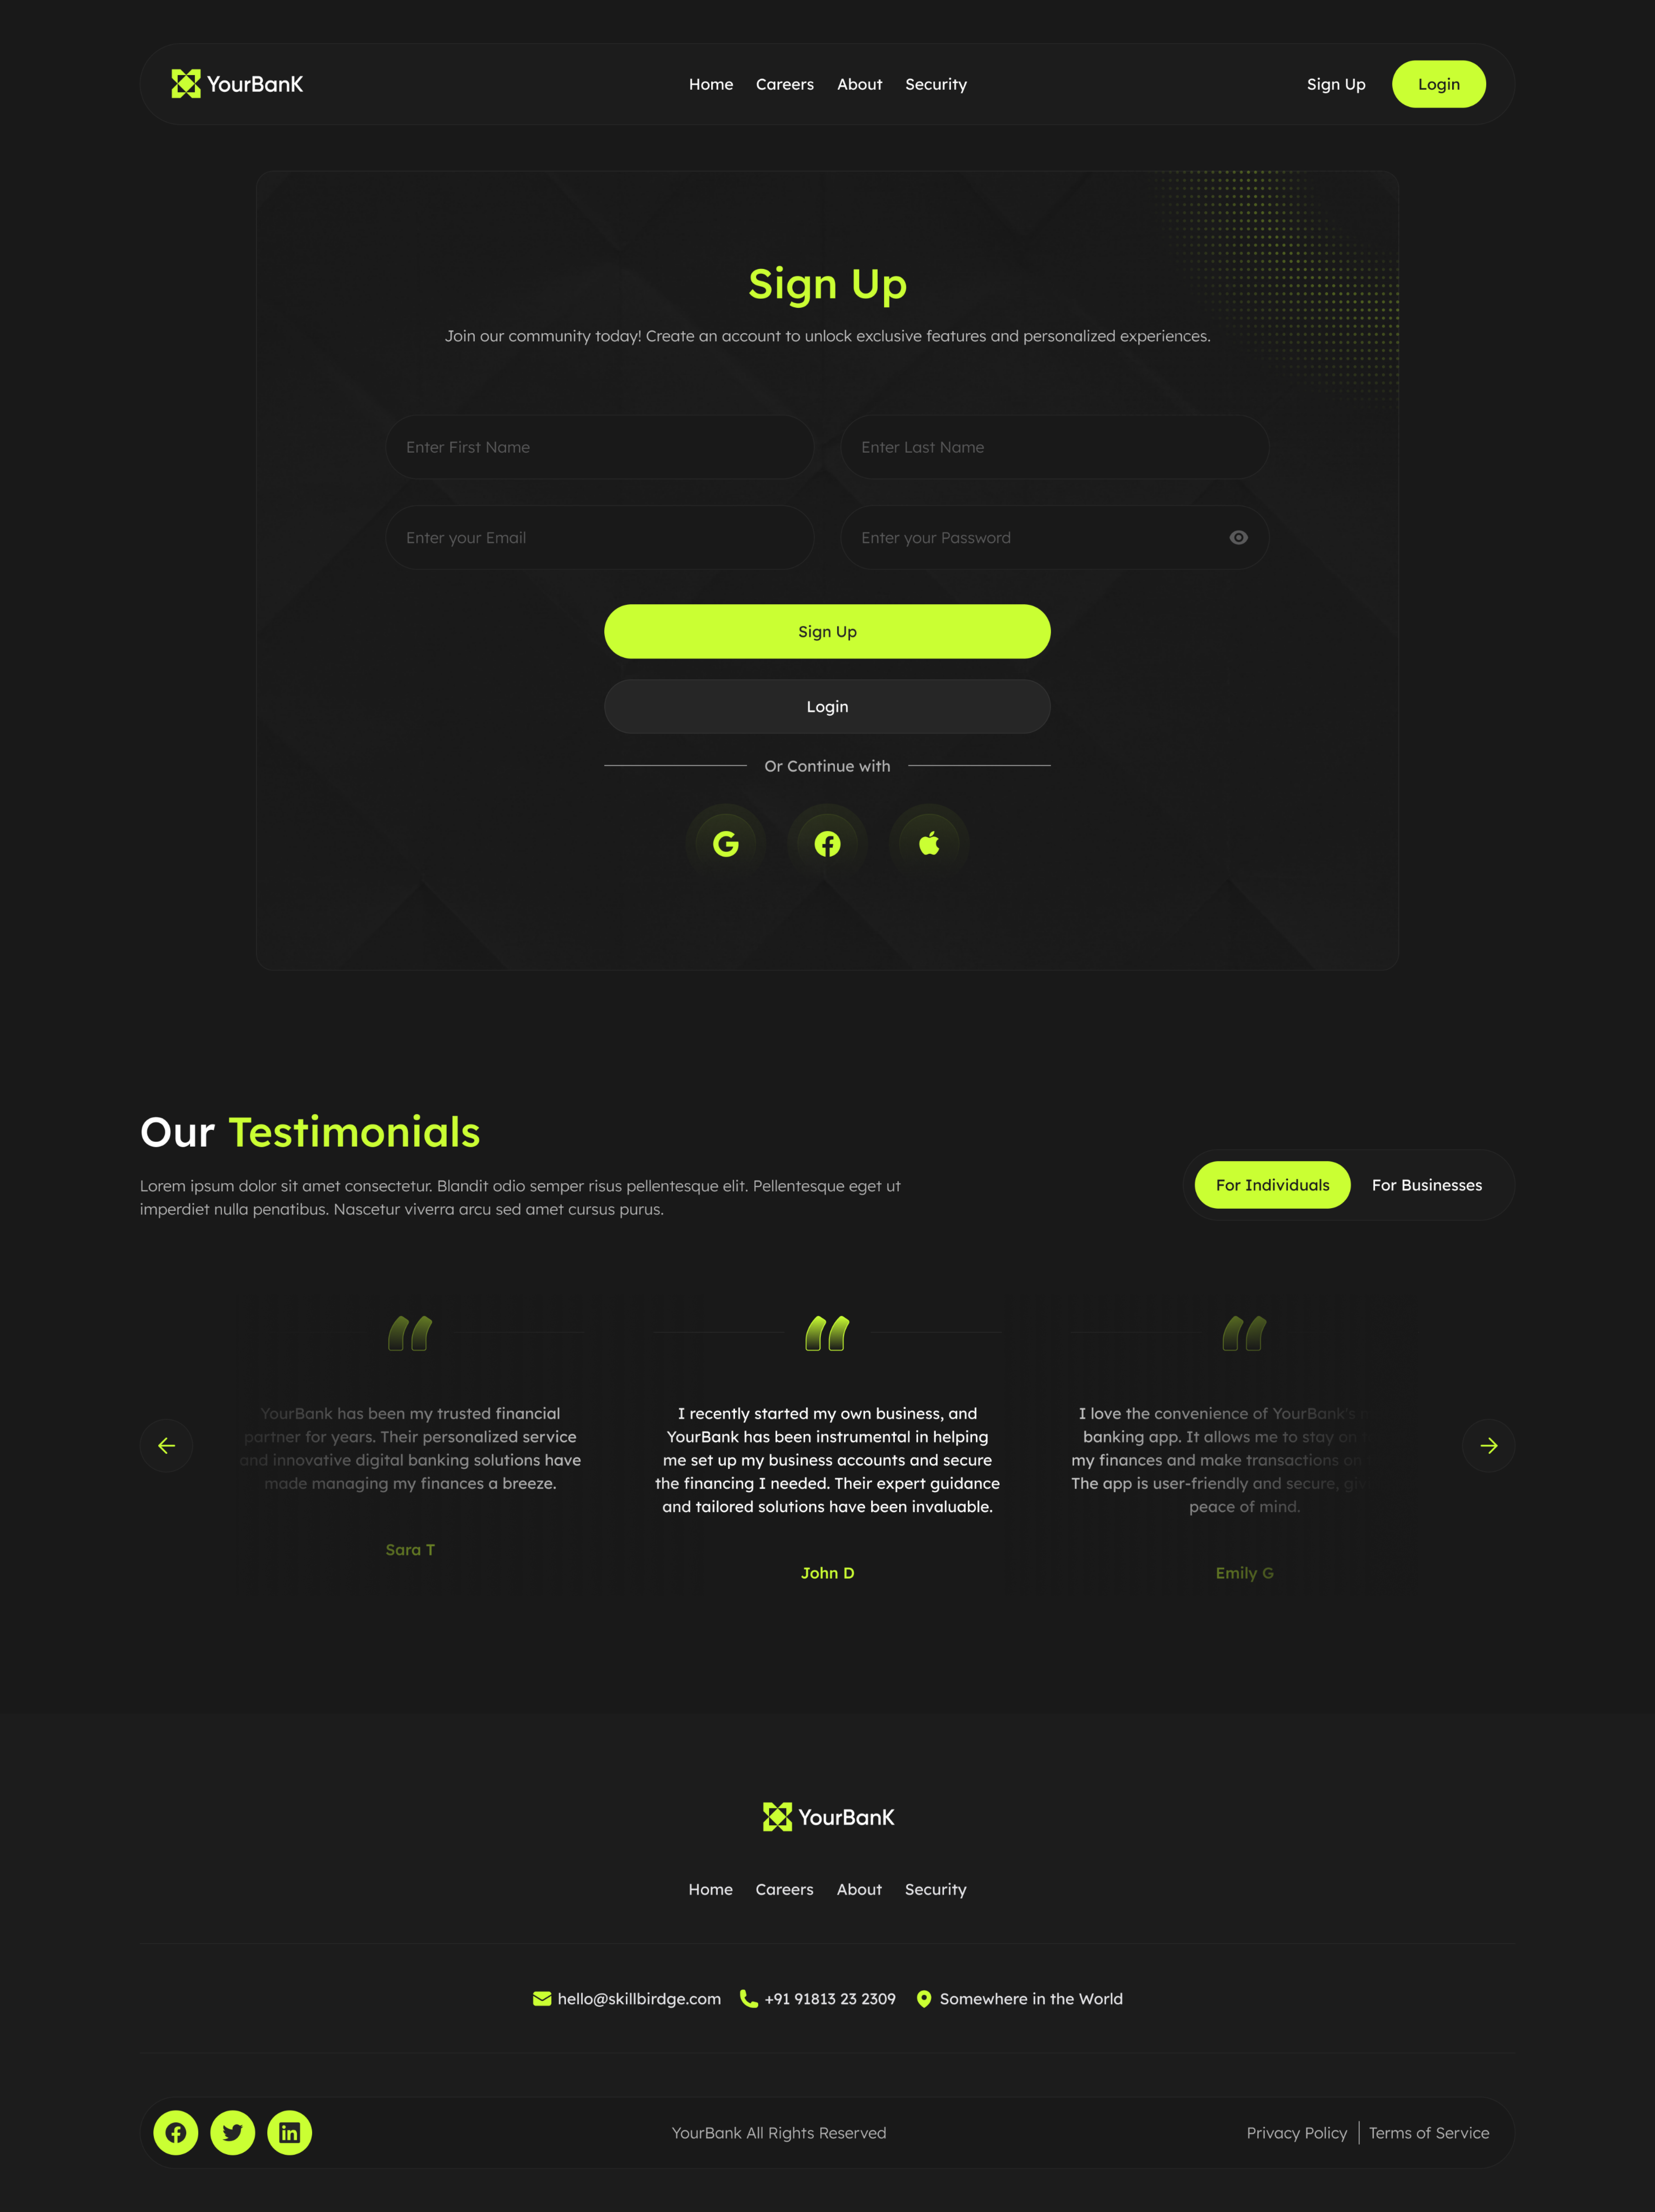 YourBanK
Home Careers About Security
Sign Up Login
Sign Up
Join our community today! Create an account to unlock exclusive features and personalized experiences.
Enter First Name
Enter Last Name
Enter your Email
Enter your Password
Sign Up
Login
Or Continue with
Our Testimonials
Lorem ipsum dolor sit amet consectetur. Blandit odio semper risus pellentesque elit. Pellentesque eget ut
imperdiet nulla penatibus. Nascetur viverra arcu sed amet cursus purus.
For Individuals For Businesses
YourBank has been my trusted financial
partner for years. Their personalized service
and innovative digital banking solutions have
made managing my finances a breeze.
Sara T
I recently started my own business, and
YourBank has been instrumental in helping
me set up my business accounts and secure
the financing I needed. Their expert guidance
and tailored solutions have been invaluable.
John D
I love the convenience of YourBank's
banking app. It allows me to stay on
my finances and make transactions on
The app is user-friendly and secure,
peace of mind.
Emily G
YourBanK
Home Careers About Security
hello@skillbirdge.com +91 91813 23 2309 Somewhere in the World
YourBank All Rights Reserved
Privacy Policy Terms of Service